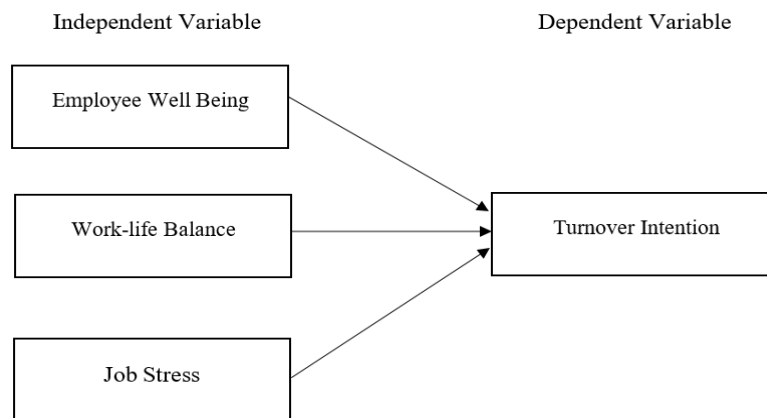 Independent Variable
Dependent Variable
Employee Well Being
Work-life Balance
Turnover Intention
Job Stress